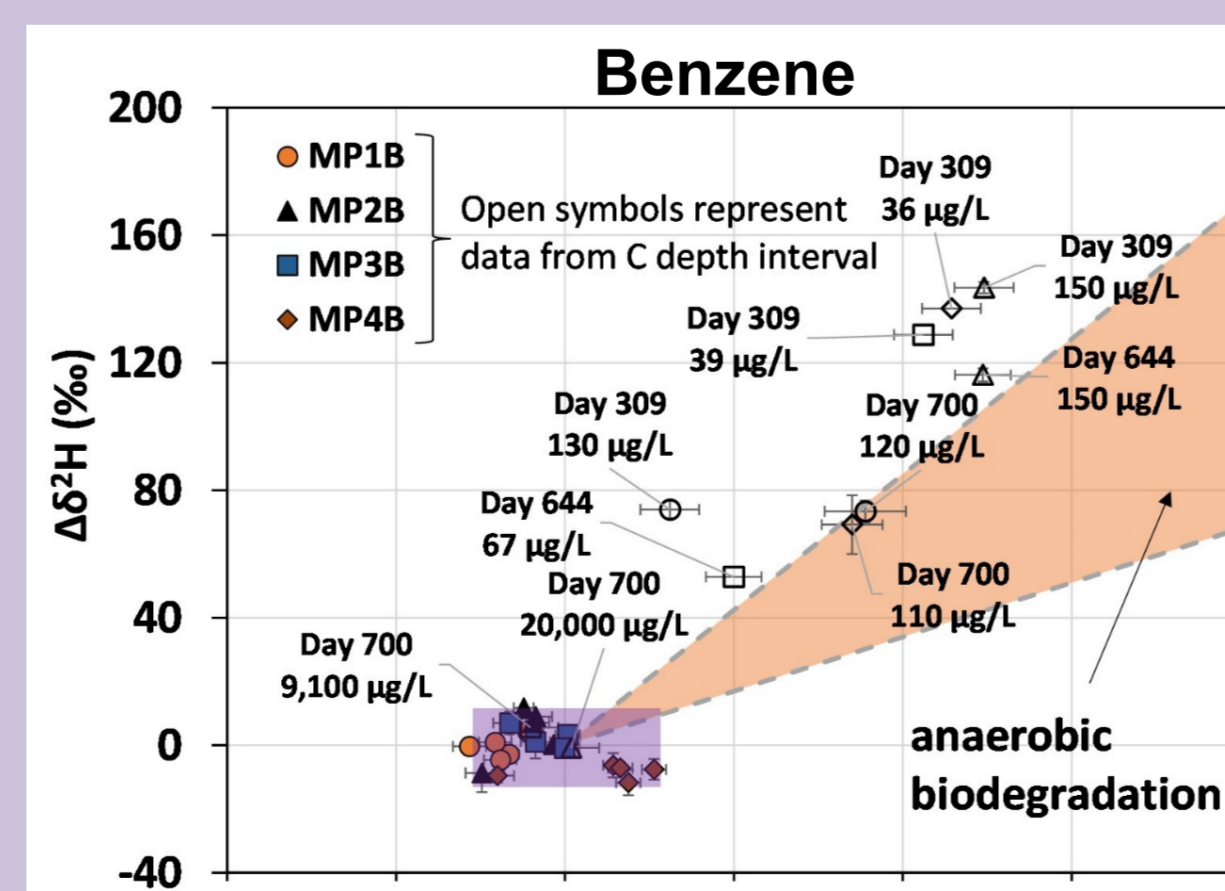 Benzene
200
160
120
80
40
0
-40
Δδ²H (‰)
MP1B
MP2B
MP3B
MP4B
Open symbols represent
data from C depth interval
Day 309
36 µg/L
Day 309
150 µg/L
Day 309
39 µg/L
Day 644
150 µg/L
Day 309
130 µg/L
Day 700
120 µg/L
Day 644
67 µg/L
Day 700
20,000 µg/L
Day 700
110 µg/L
Day 700
9,100 µg/L
anaerobic
biodegradation